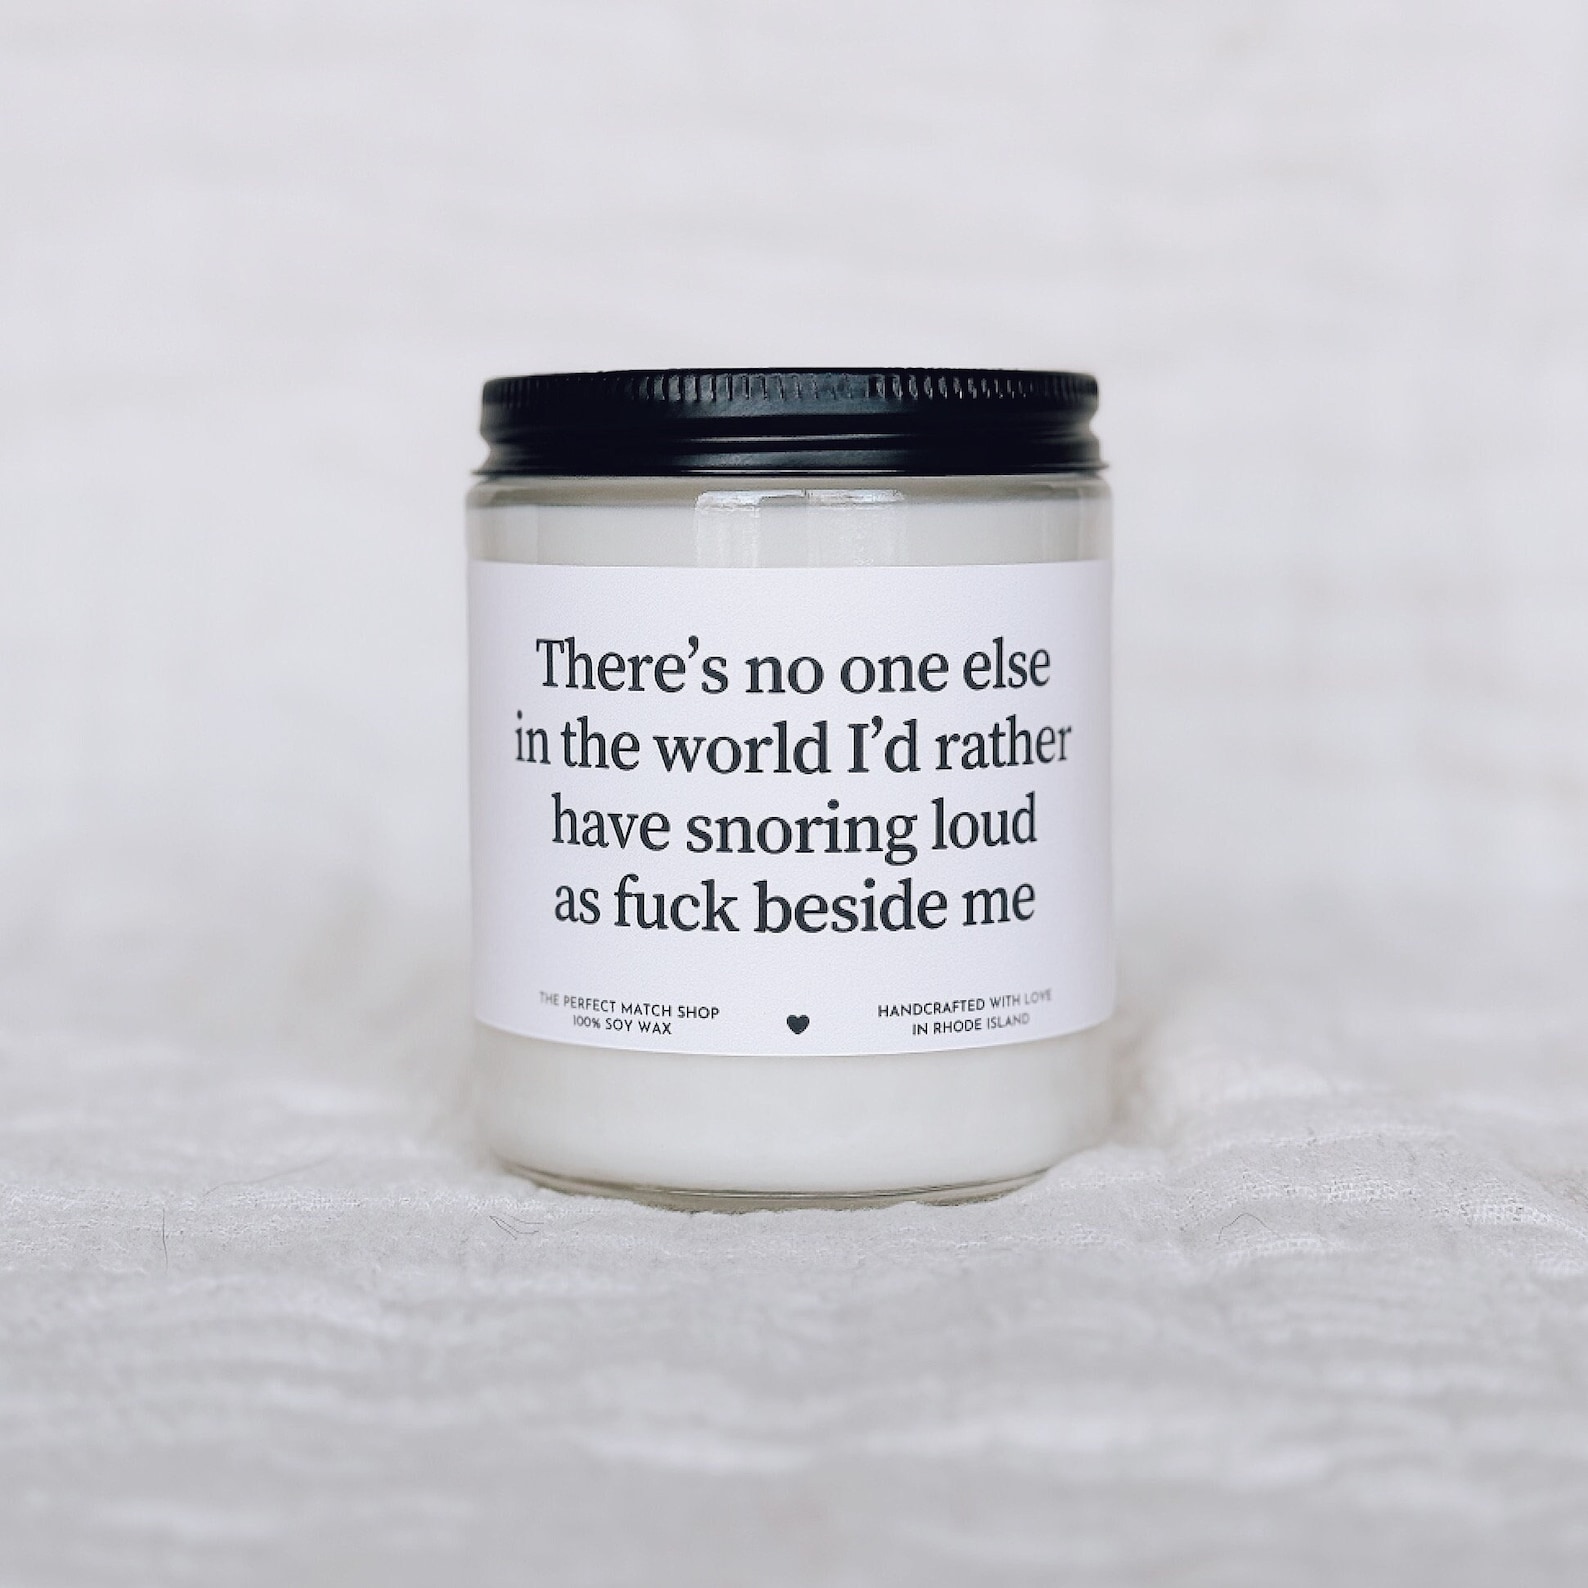 There’s no one else
in the world I’d rather
have snoring loud
as fuck beside me
THE PERFECT MATCH SHOP
100% SOY WAX
♥
HANDCRAFTED WITH LOVE
IN RHODE ISLAND